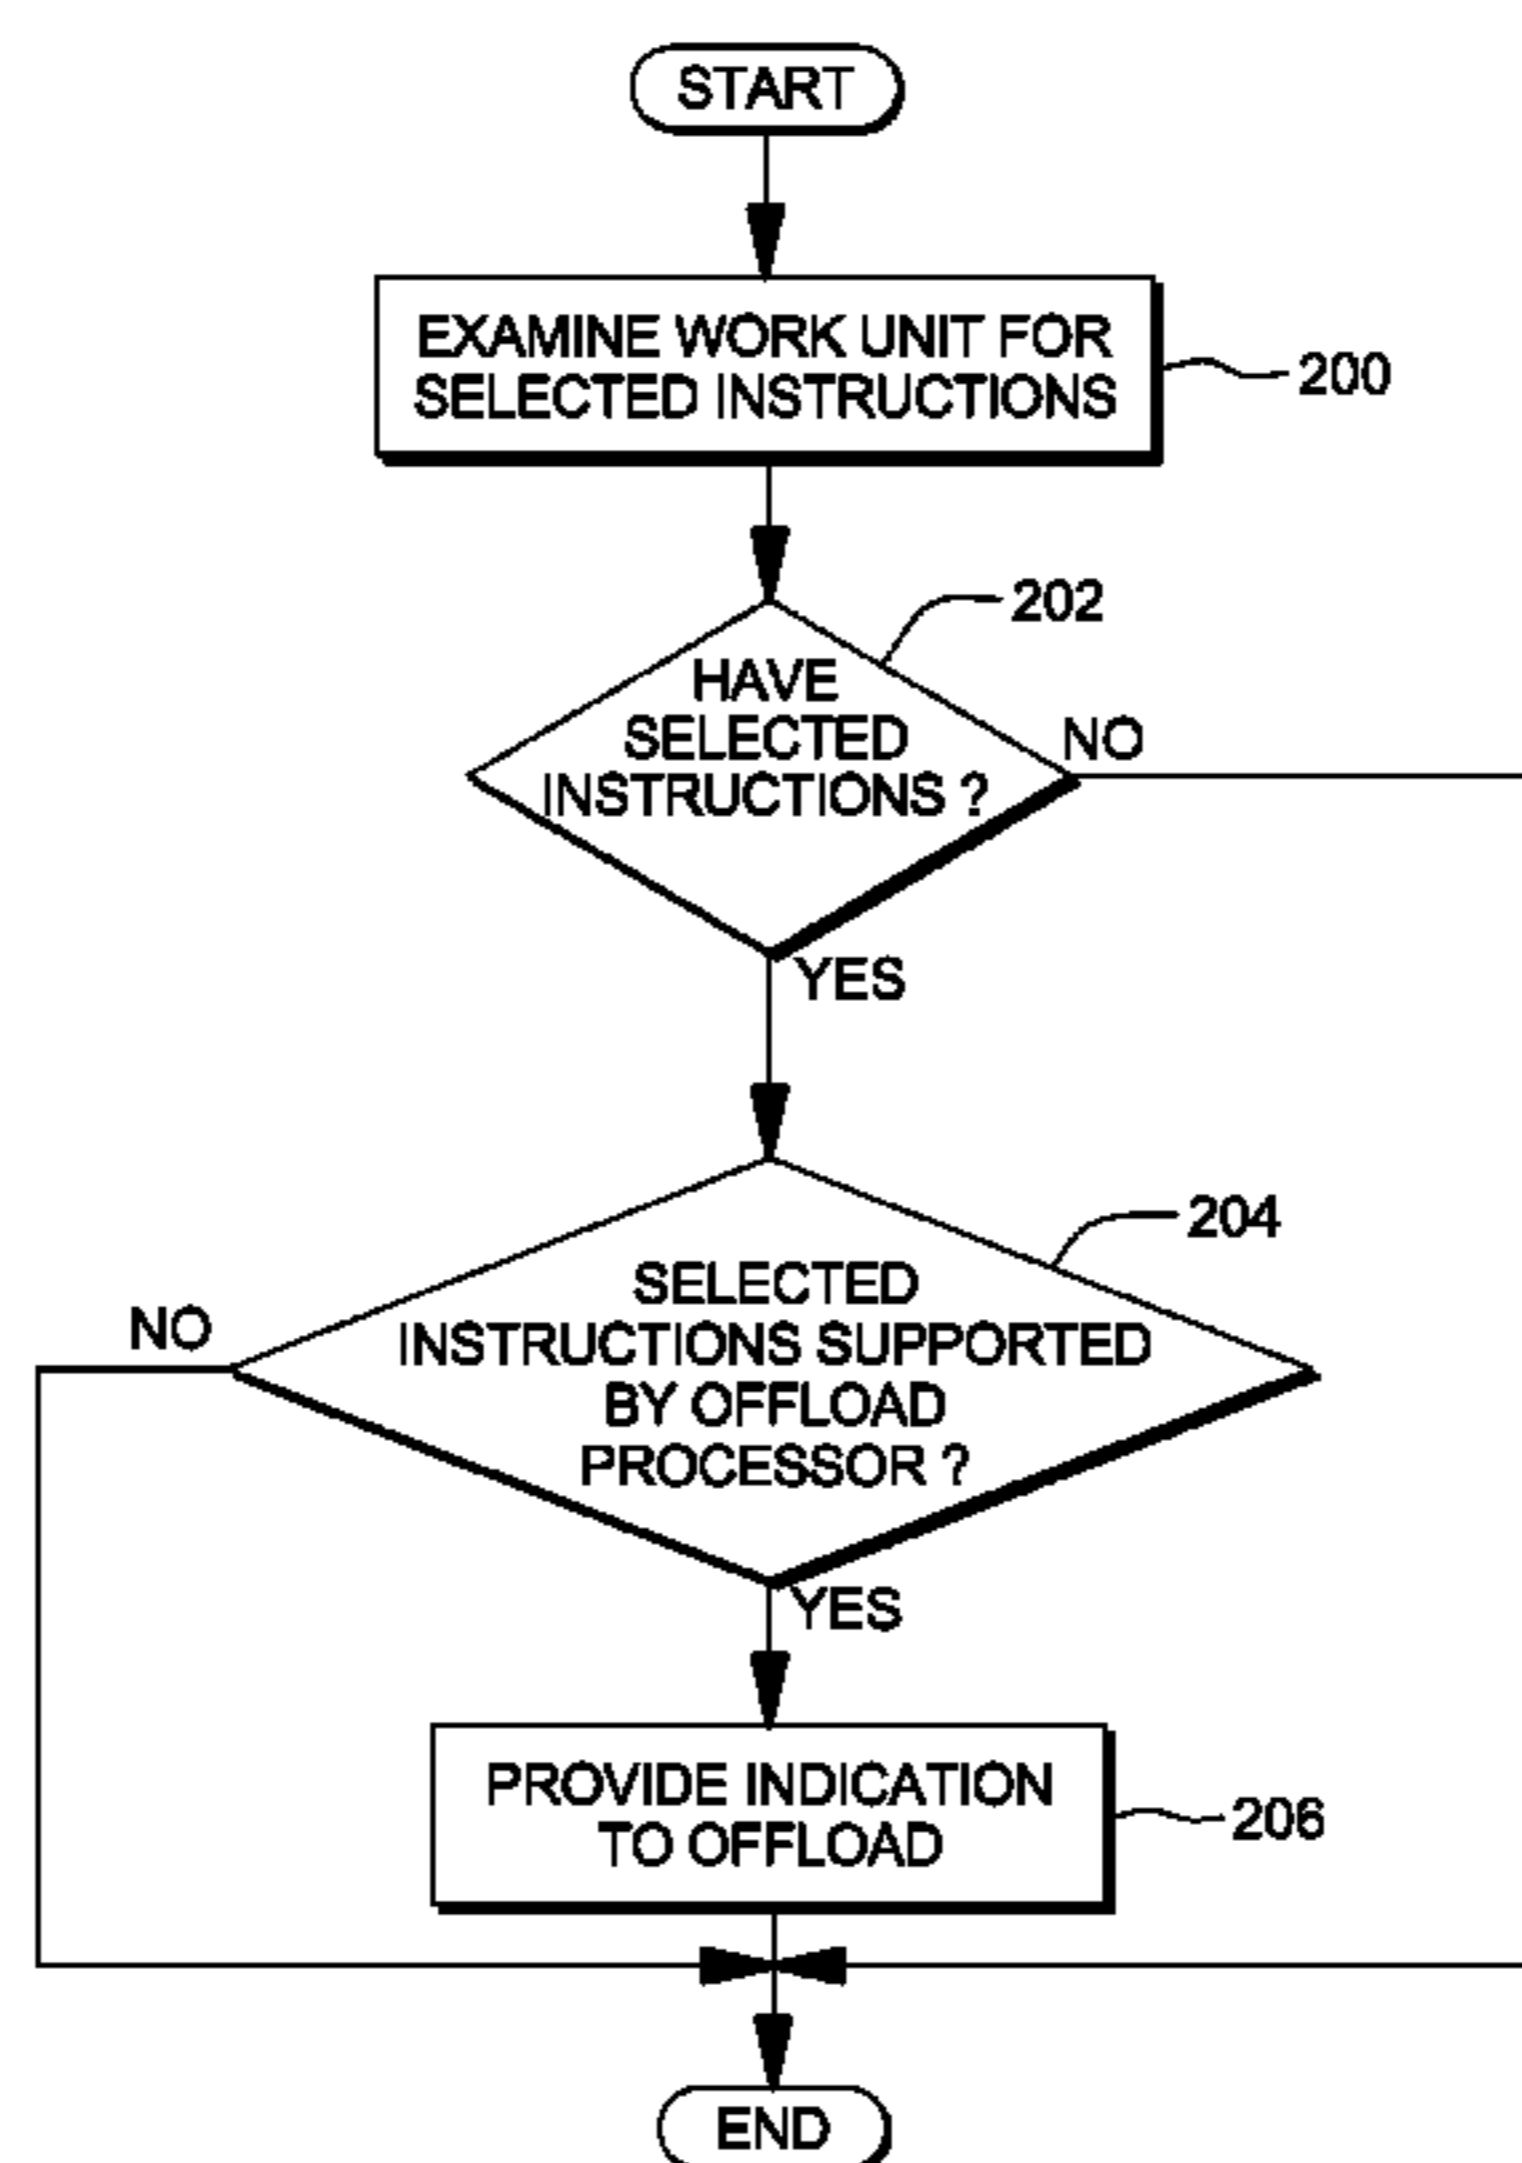 START
EXAMINE WORK UNIT FOR
SELECTED INSTRUCTIONS
200
202
HAVE
SELECTED
INSTRUCTIONS ?
NO
YES
204
SELECTED
INSTRUCTIONS SUPPORTED
BY OFFLOAD
PROCESSOR ?
NO
YES
PROVIDE INDICATION
TO OFFLOAD
206
END